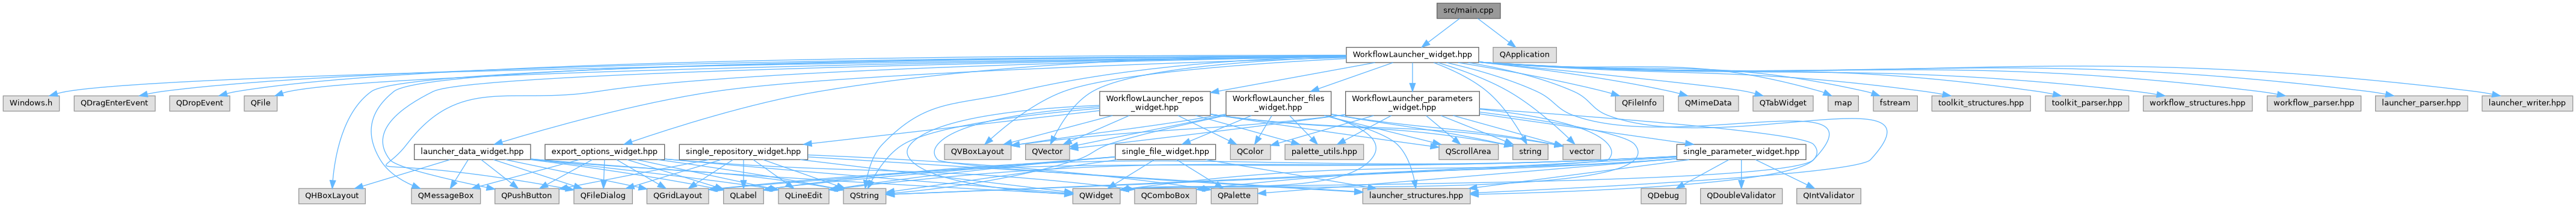 src/main.cpp
WorkflowLauncher_widget.hpp
QApplication
Windows.h
QDragEnterEvent
QDropEvent
QFile
WorkflowLauncher_repos
_widget.hpp
WorkflowLauncher_files
_widget.hpp
WorkflowLauncher_parameters
_widget.hpp
QFileInfo
QMimeData
QTabWidget
map
fstream
toolkit_structures.hpp
toolkit_parser.hpp
workflow_structures.hpp
workflow_parser.hpp
launcher_parser.hpp
launcher_writer.hpp
launcher_data_widget.hpp
export_options_widget.hpp
single_repository_widget.hpp
QVBoxLayout
QVector
single_file_widget.hpp
QColor
palette_utils.hpp
QScrollArea
string
vector
single_parameter_widget.hpp
QHBoxLayout
QMessageBox
QPushButton
QFileDialog
QGridLayout
QLabel
QLineEdit
QString
QWidget
QComboBox
QPalette
launcher_structures.hpp
QDebug
QDoubleValidator
QIntValidator